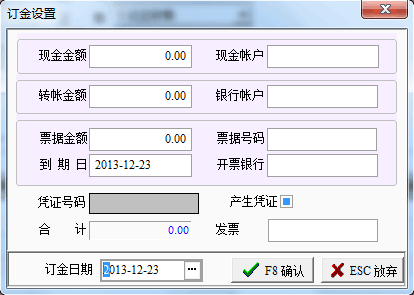 订金设置
现金金额 0.00 现金帐户
转帐金额 0.00 银行帐户
票据金额 0.00 票据号码
到 期 日 2013-12-23 开票银行
凭证号码 产生凭证
合 计 0.00 发票
订金日期 2013-12-23 ... F8 确认 ESC 放弃